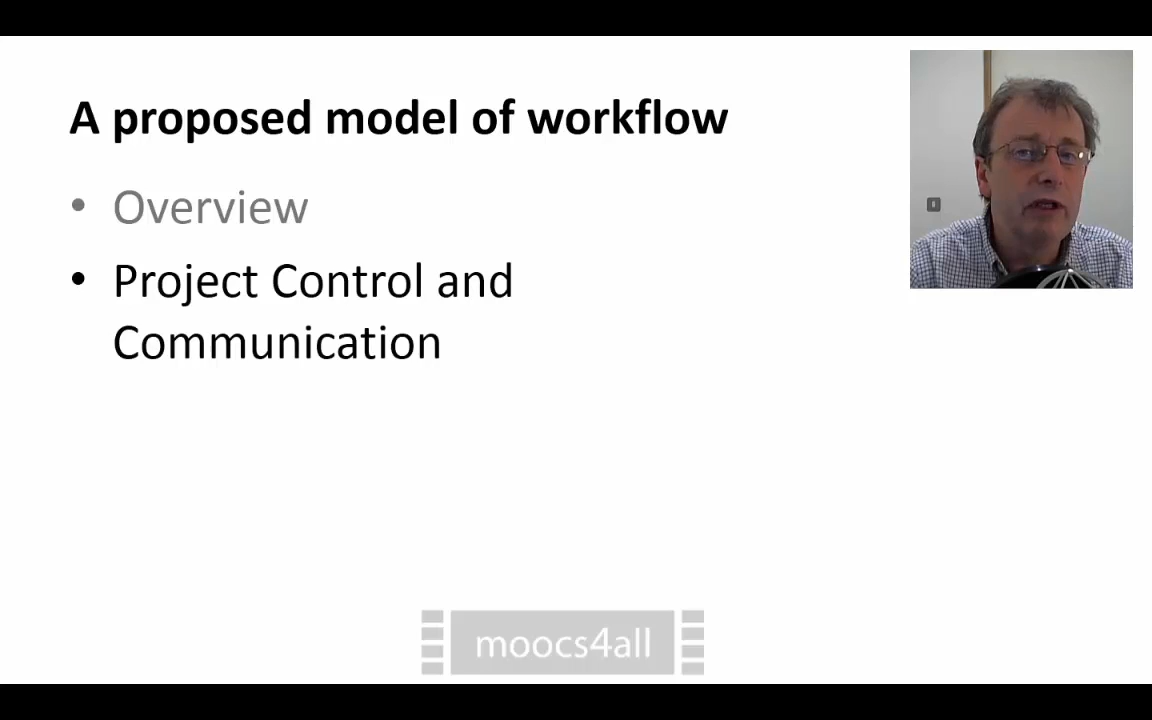 A proposed model of workflow
• Overview
• Project Control and
Communication
moocs4all